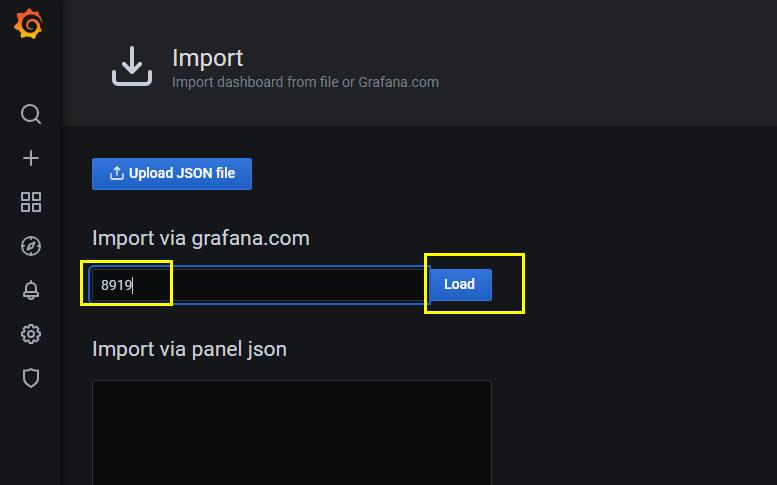 Import
Import dashboard from file or Grafana.com
Upload JSON file
Import via grafana.com
8919
Load
Import via panel json